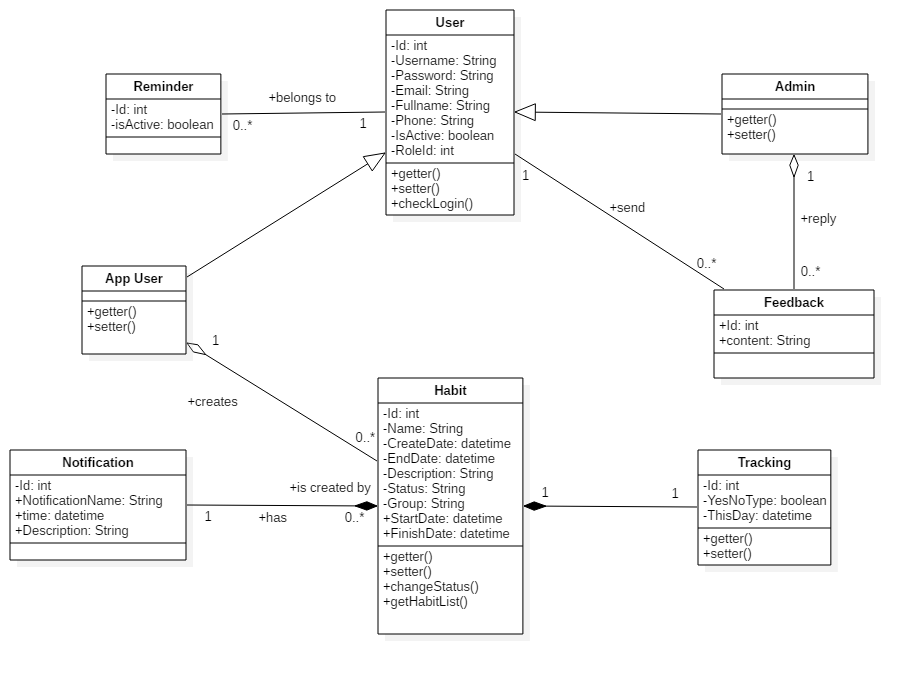 User
-Id: int
-Username: String
-Password: String
-Email: String
-Fullname: String
-Phone: String
-IsActive: boolean
-RoleId: int
+getter()
+setter()
+checkLogin()
Reminder
-Id: int
-isActive: boolean
+belongs to
0..*
1
Admin
+getter()
+setter()
1
+send
0..*
1
+reply
0..*
App User
+getter()
+setter()
Feedback
+Id: int
+content: String
1
+creates
0..*
Habit
-Id: int
-Name: String
-CreateDate: datetime
-EndDate: datetime
-Description: String
-Status: String
-Group: String
+StartDate: datetime
+FinishDate: datetime
+getter()
+setter()
+changeStatus()
+getHabitList()
Notification
-Id: int
+NotificationName: String
+time: datetime
+Description: String
+is created by
1
+has
0..*
1
1
Tracking
-Id: int
-YesNoType: boolean
-ThisDay: datetime
+getter()
+setter()